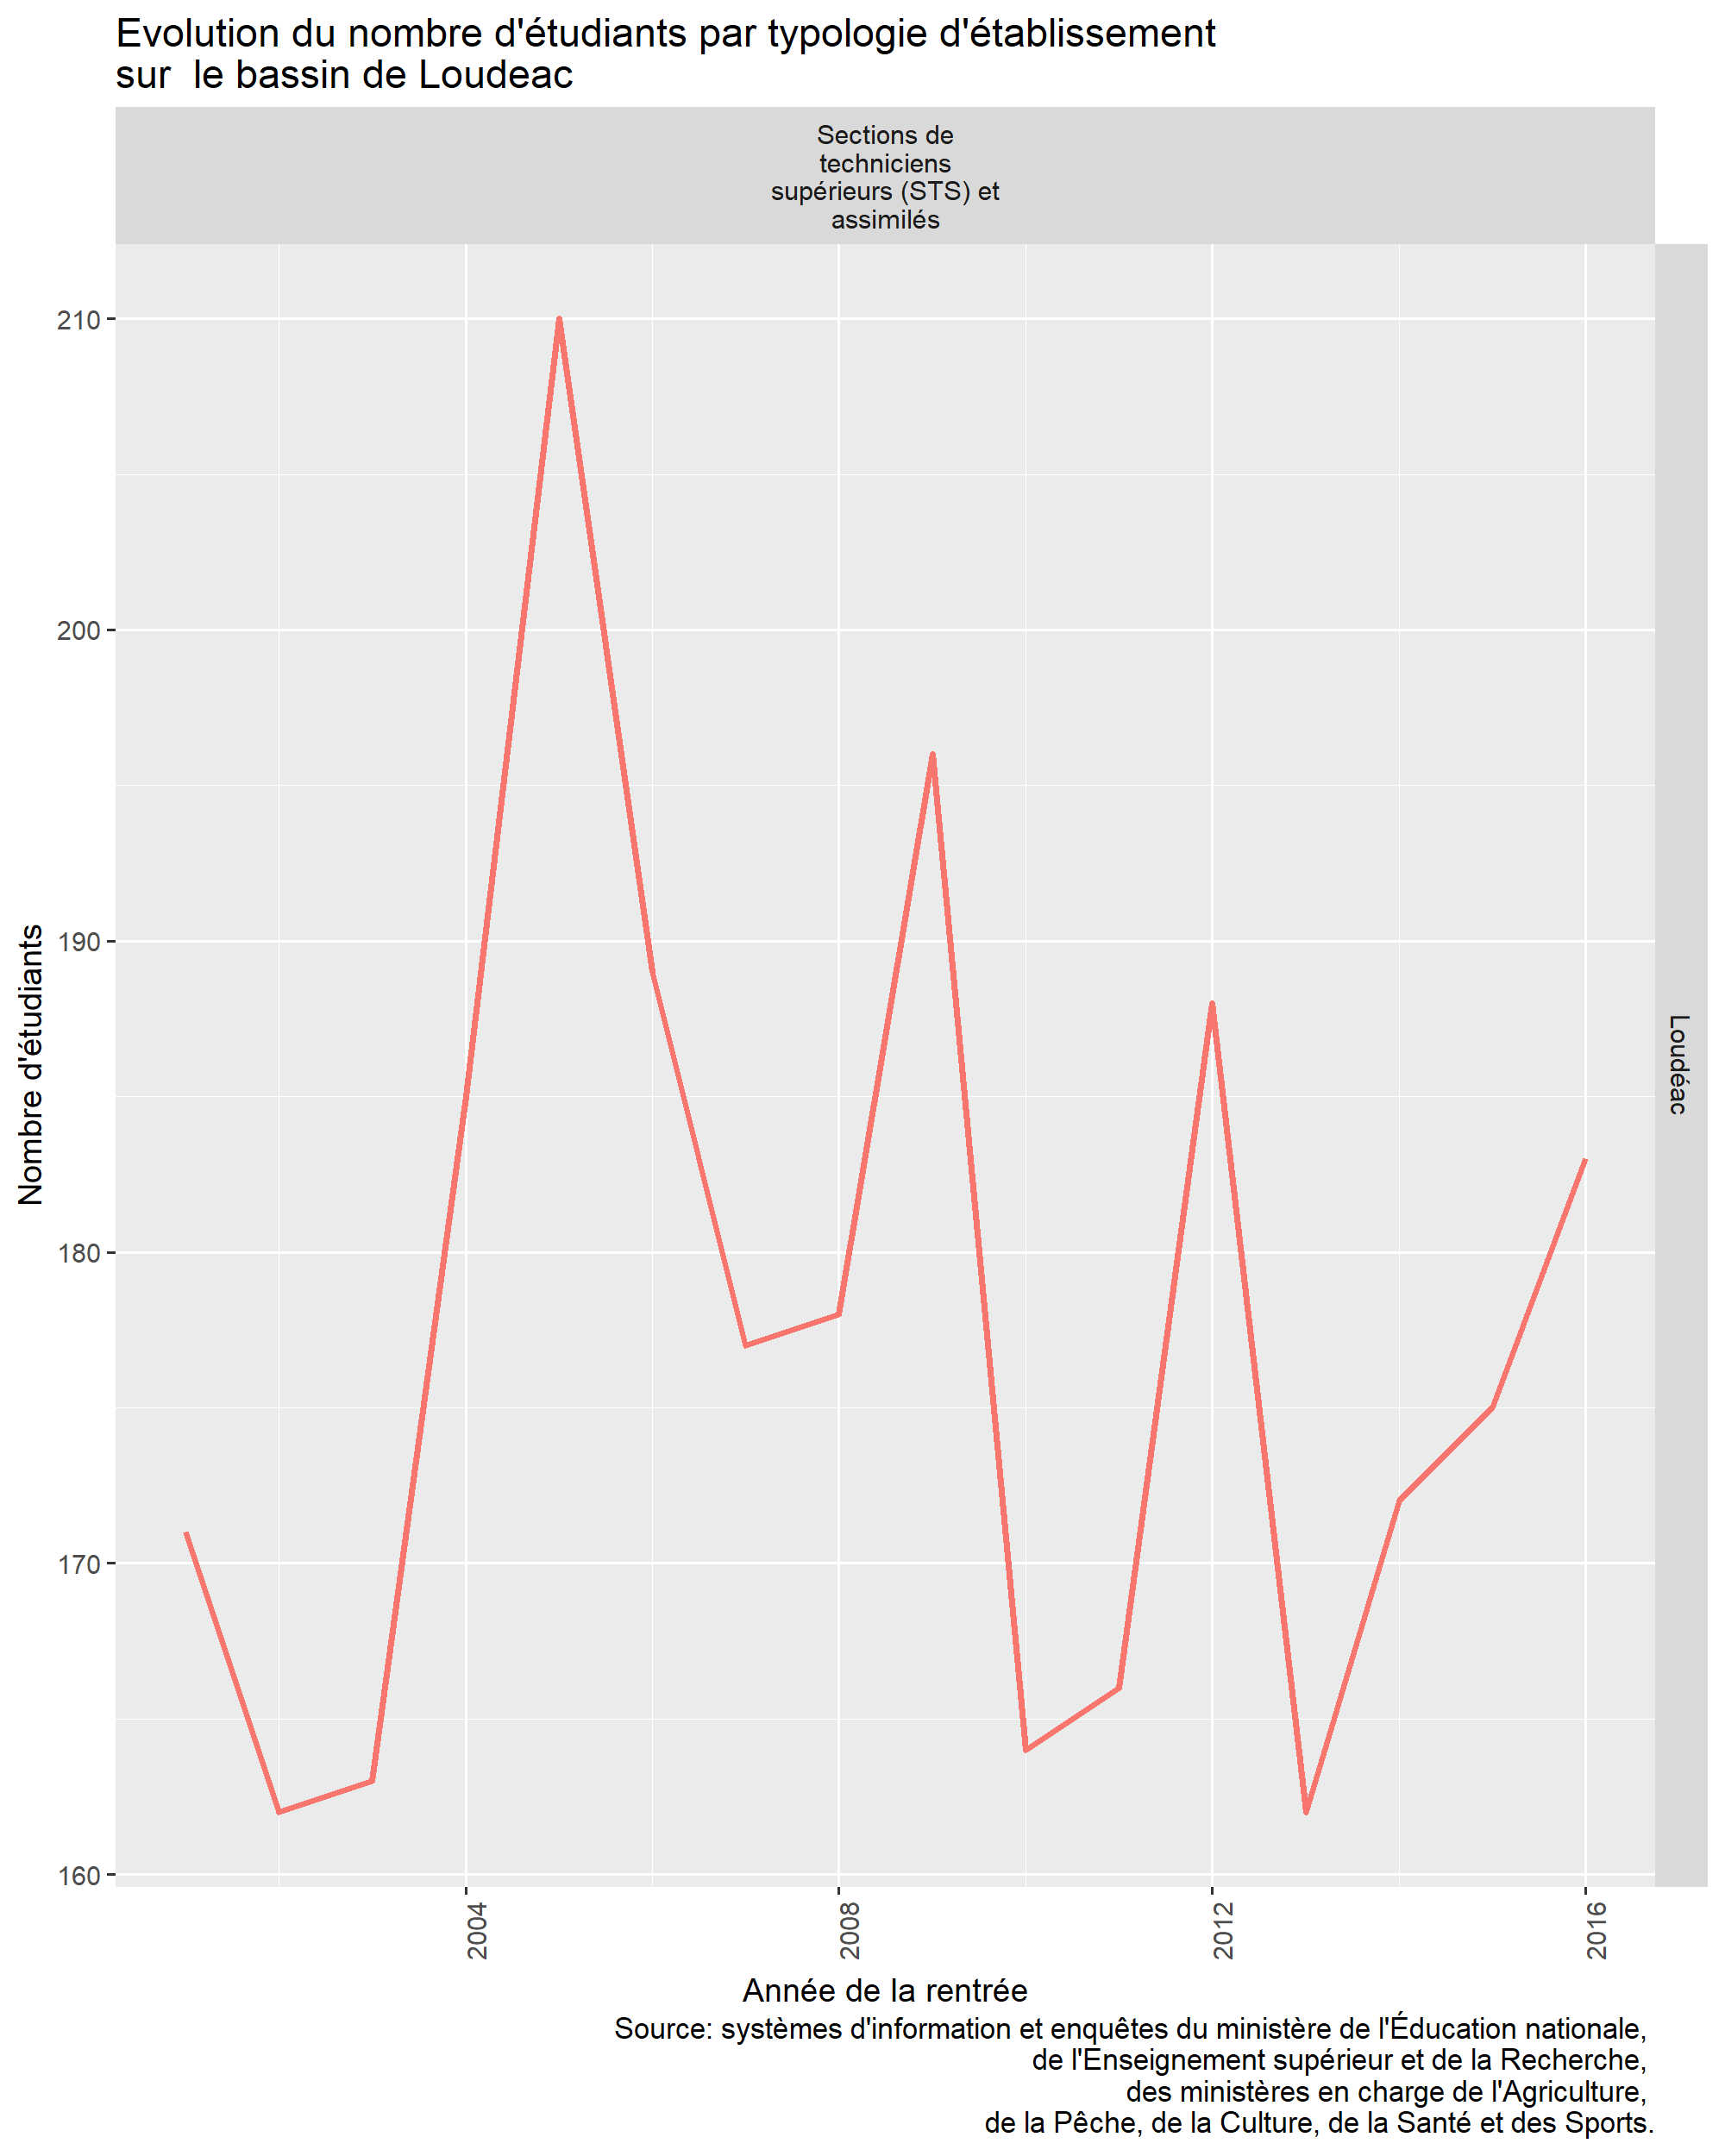 Evolution du nombre d'étudiants par typologie d'établissement
sur  le bassin de Loudeac
Sections de
techniciens
supérieurs (STS) et
assimilés
210
200
190
180
170
160
Nombre d'étudiants
Loudéac
2004
2008
2012
2016
Année de la rentrée
Source: systèmes d'information et enquêtes du ministère de l'Éducation nationale,
de l'Enseignement supérieur et de la Recherche,
des ministères en charge de l'Agriculture,
de la Pêche, de la Culture, de la Santé et des Sports.